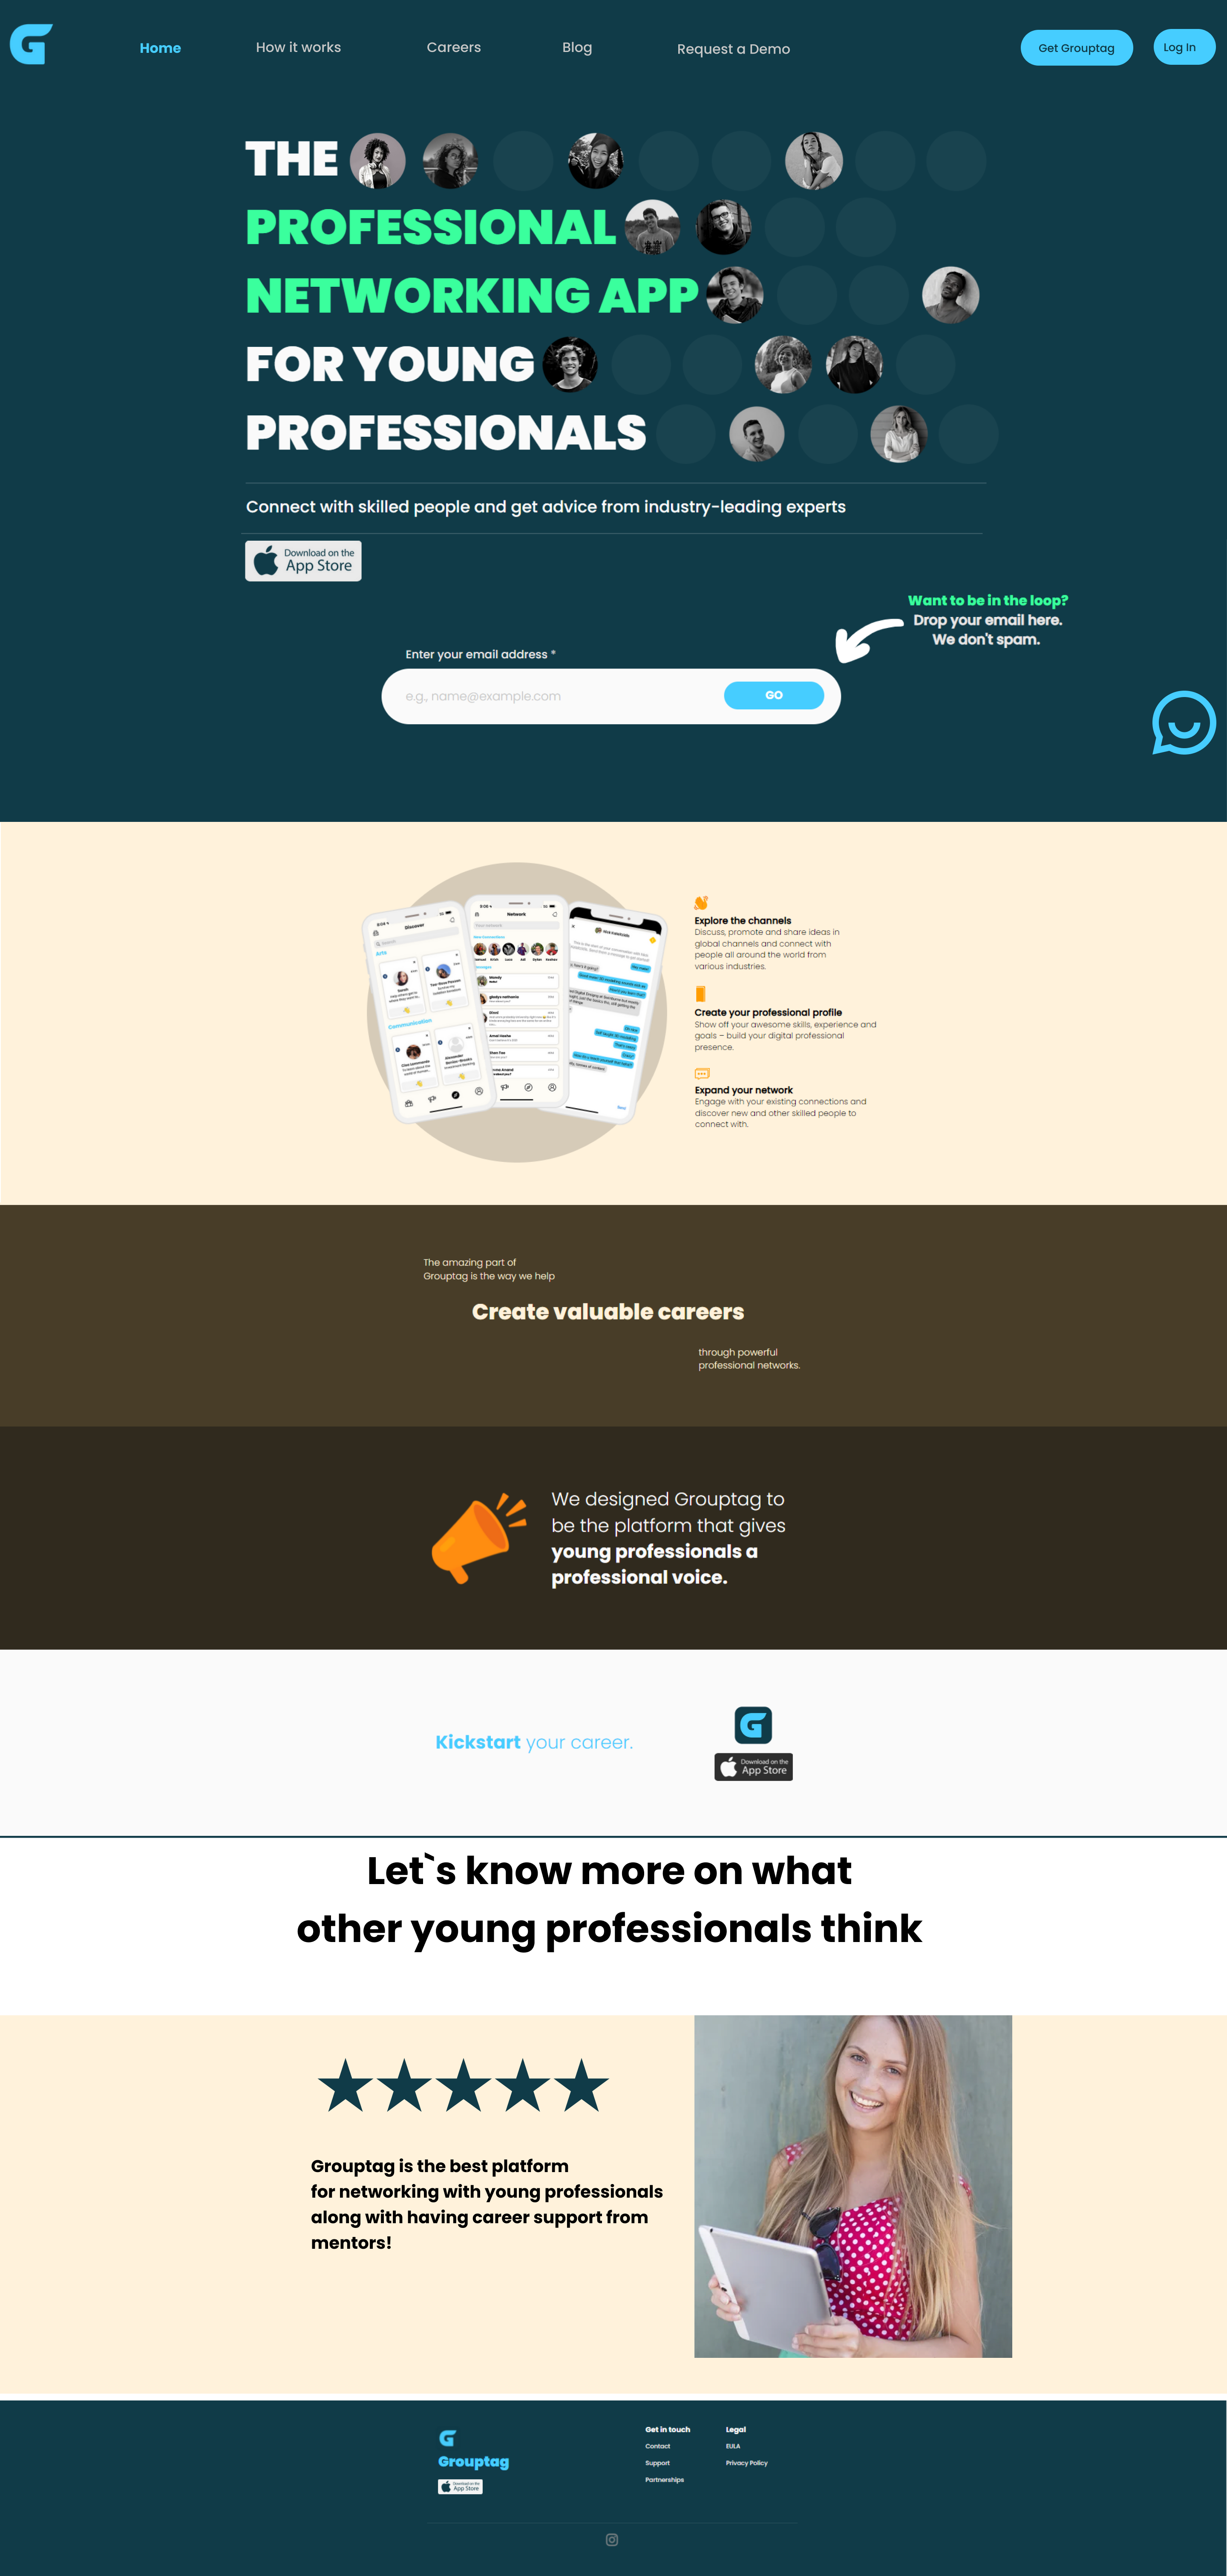 Home
How it works
Careers
Blog
Request a Demo
Get Grouptag
Log In
THE
PROFESSIONAL
NETWORKING APP
FOR YOUNG
PROFESSIONALS
Connect with skilled people and get advice from industry-leading experts
Download on the
App Store
Want to be in the loop?
Drop your email here.
We don't spam.
Enter your email address *
e.g., name@example.com
GO
Discover
Search
Arts
Communication
Network
Explore the channels
Discuss, promote and share ideas in
global channels and connect with
people all around the world from
various industries.
Create your professional profile
Show off your awesome skills, experience and
goals – build your digital professional
presence.
Expand your network
Engage with your existing connections and
discover new and other skilled people to
connect with.
The amazing part of
Grouptag is the way we help
Create valuable careers
through powerful
professional networks.
We designed Grouptag to
be the platform that gives
young professionals a
professional voice.
Kickstart your career.
Download on the
App Store
Let`s know more on what
other young professionals think
Grouptag is the best platform
for networking with young professionals
along with having career support from
mentors!
Grouptag
Download on the
App Store
Get in touch
Contact
Support
Partnerships
Legal
EULA
Privacy Policy